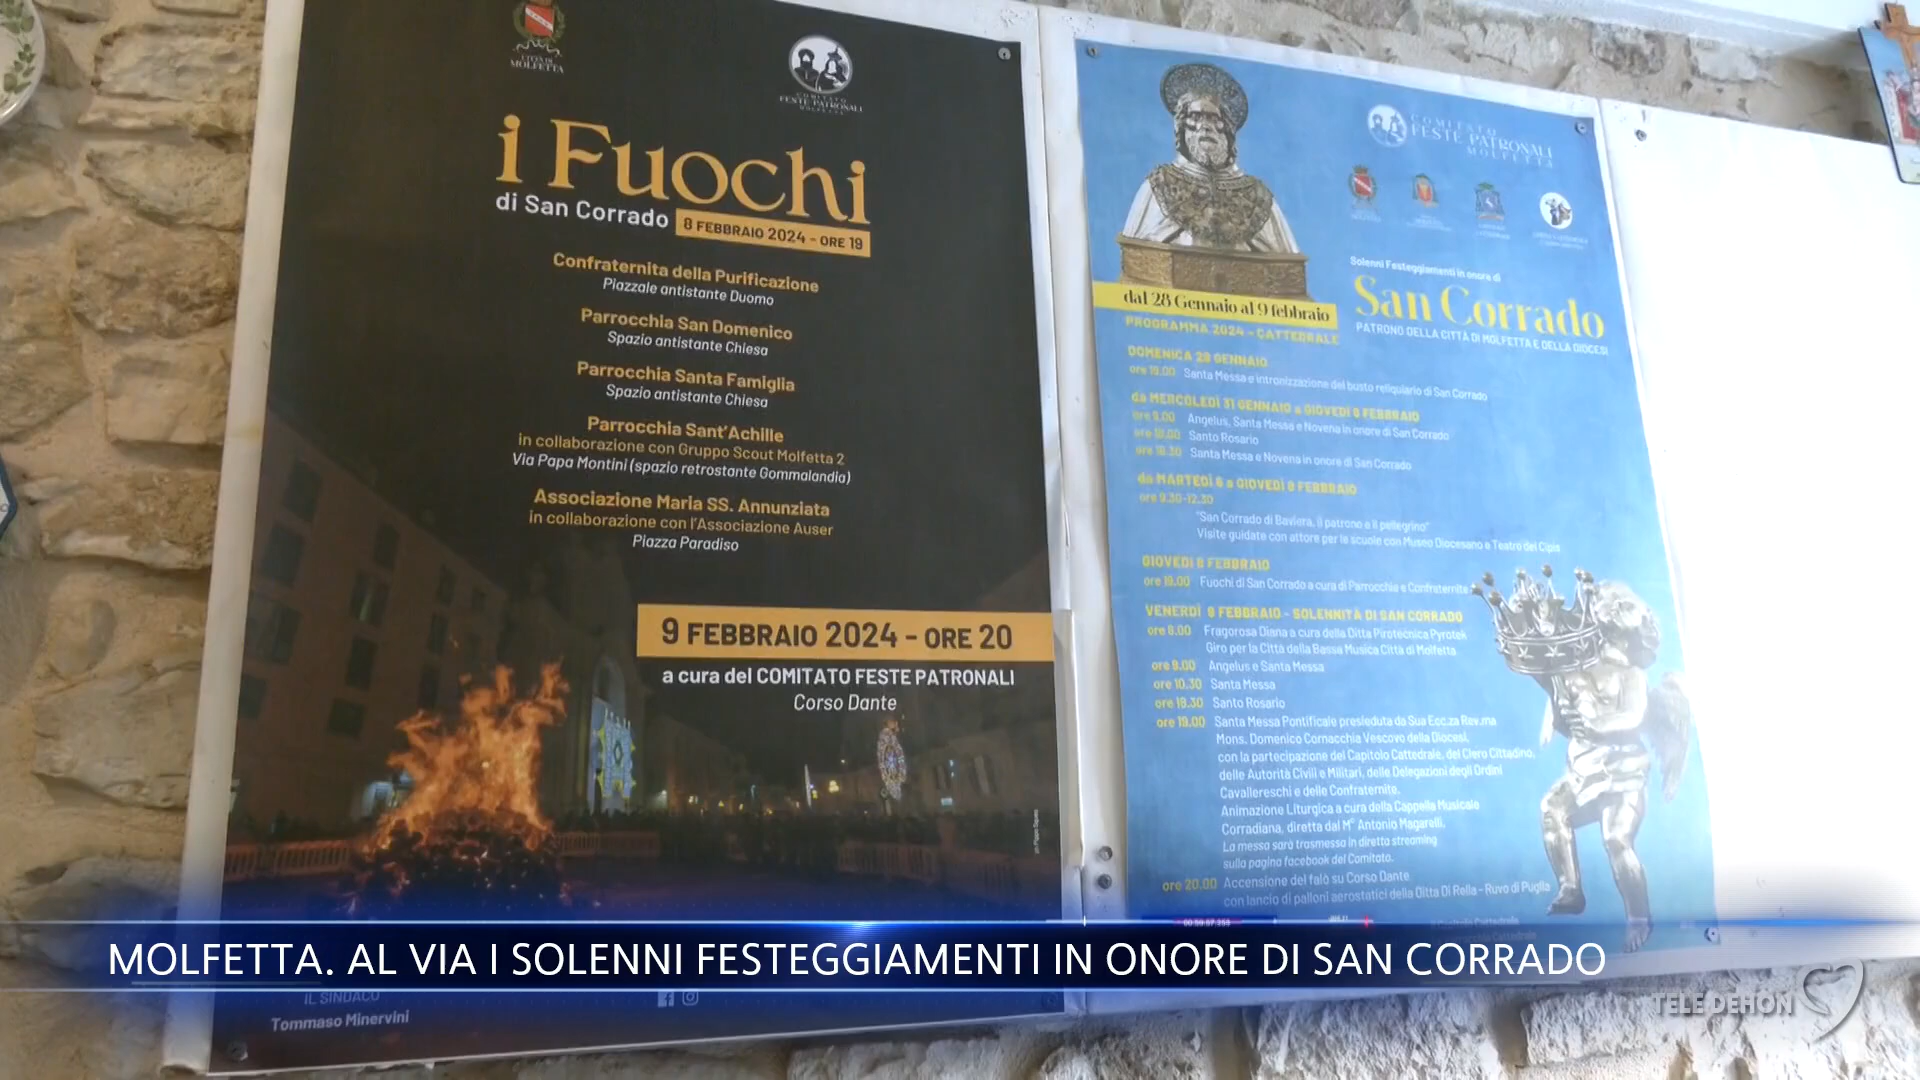 CITTÀ DI
MOLFETTA
COMITATO
FESTE PATRONALI
MOLFETTA
i Fuochi
di San Corrado
8 FEBBRAIO 2024 - ORE 19
Confraternita della Purificazione
Piazzale antistante Duomo
Parrocchia San Domenico
Spazio antistante Chiesa
Parrocchia Santa Famiglia
Spazio antistante Chiesa
Parrocchia Sant'Achille
in collaborazione con Gruppo Scout Molfetta 2
Via Papa Montini (spazio retrostante Gommalandia)
Associazione Maria SS. Annunziata
in collaborazione con l'Associazione Auser
Piazza Paradiso
9 FEBBRAIO 2024 - ORE 20
a cura del COMITATO FESTE PATRONALI
Corso Dante
IL SINDACO
Tommaso Minervini
COMITATO
FESTE PATRONALI
MOLFETTA
Solenni Festeggiamenti in onore di
San Corrado
PATRONO DELLA CITTÀ DI MOLFETTA E DELLA DIOCESI
dal 28 Gennaio al 9 febbraio
PROGRAMMA 2024 - CATTEDRALE
DOMENICA 28 GENNAIO
ore 19.00 Santa Messa e intronizzazione del busto reliquiario di San Corrado
da MERCOLEDÌ 31 GENNAIO a GIOVEDÌ 8 FEBBRAIO
ore 9.00 Angelus, Santa Messa e Novena in onore di San Corrado
ore 18.00 Santo Rosario
ore 18.30 Santa Messa e Novena in onore di San Corrado
da MARTEDÌ 6 a GIOVEDÌ 8 FEBBRAIO
ore 9.30-12.30
"San Corrado di Baviera, il patrono e il pellegrino"
Visite guidate con attore per le scuole con Museo Diocesano e Teatro dei Cipis
GIOVEDÌ 8 FEBBRAIO
ore 19.00 Fuochi di San Corrado a cura di Parrocchie e Confraternite
VENERDÌ 9 FEBBRAIO - SOLENNITÀ DI SAN CORRADO
ore 8.00 Fragorosa Diana a cura della Ditta Pirotecnica Pyrotek
Giro per la Città della Bassa Musica Città di Molfetta
ore 9.00 Angelus e Santa Messa
ore 10.30 Santa Messa
ore 18.30 Santo Rosario
ore 19.00 Santa Messa Pontificale presieduta da Sua Ecc.za Rev.ma
Mons. Domenico Cornacchia Vescovo della Diocesi,
con la partecipazione del Capitolo Cattedrale, del Clero Cittadino,
delle Autorità Civili e Militari, delle Delegazioni degli Ordini
Cavallereschi e delle Confraternite.
Animazione Liturgica a cura della Cappella Musicale
Corradiana, diretta dal M° Antonio Magarelli.
La messa sarà trasmessa in diretta streaming
sulla pagina facebook del Comitato.
ore 20.00 Accensione del falò su Corso Dante
con lancio di palloni aerostatici della Ditta Di Rella - Ruvo di Puglia
MOLFETTA. AL VIA I SOLENNI FESTEGGIAMENTI IN ONORE DI SAN CORRADO
TELE DEHON